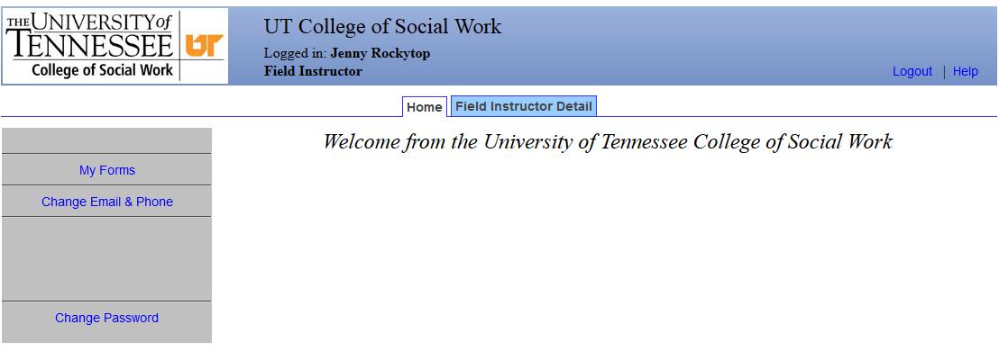 THE UNIVERSITY of
TENNESSEE UT
College of Social Work
UT College of Social Work
Logged in: Jenny Rockytop
Field Instructor
Logout | Help
Home Field Instructor Detail
Welcome from the University of Tennessee College of Social Work
My Forms
Change Email & Phone
Change Password